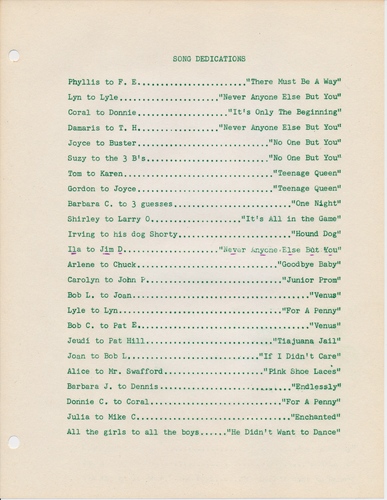 SONG DEDICATIONS
Phyllis to F. E......................."There Must Be A Way"
Lyn to Lyle...................."Never Anyone Else But You"
Coral to Donnie..................."It's Only The Beginning"
Damaris to T. H................"Never Anyone Else But You"
Joyce to Buster..........................."No One But You"
Suzy to the 3 B's........................."No One But You"
Tom to Karen..............................."Teenage Queen"
Gordon to Joyce............................"Teenage Queen"
Barbara C. to 3 guesses........................"One Night"
Shirley to Larry O..................."It's All in the Game"
Irving to his dog Shorty......................."Hound Dog"
Ila to Jim D..................."Never Anyone Else But You"
Arlene to Chuck............................."Goodbye Baby"
Carolyn to John P............................"Junior Prom"
Bob L. to Joan....................................."Venus"
Lyle to Lyn.................................."For A Penny"
Bob C. to Pat E...................................."Venus"
Jeudi to Pat Hill.........................."Tiajuana Jail"
Joan to Bob L..........................."If I Didn't Care"
Alice to Mr. Swafford...................."Pink Shoe Laces"
Barbara J. to Dennis..........................."Endlessly"
Donnie C. to Coral..........................."For A Penny"
Julia to Mike C................................"Enchanted"
All the girls to all the boys......"He Didn't Want to Dance"